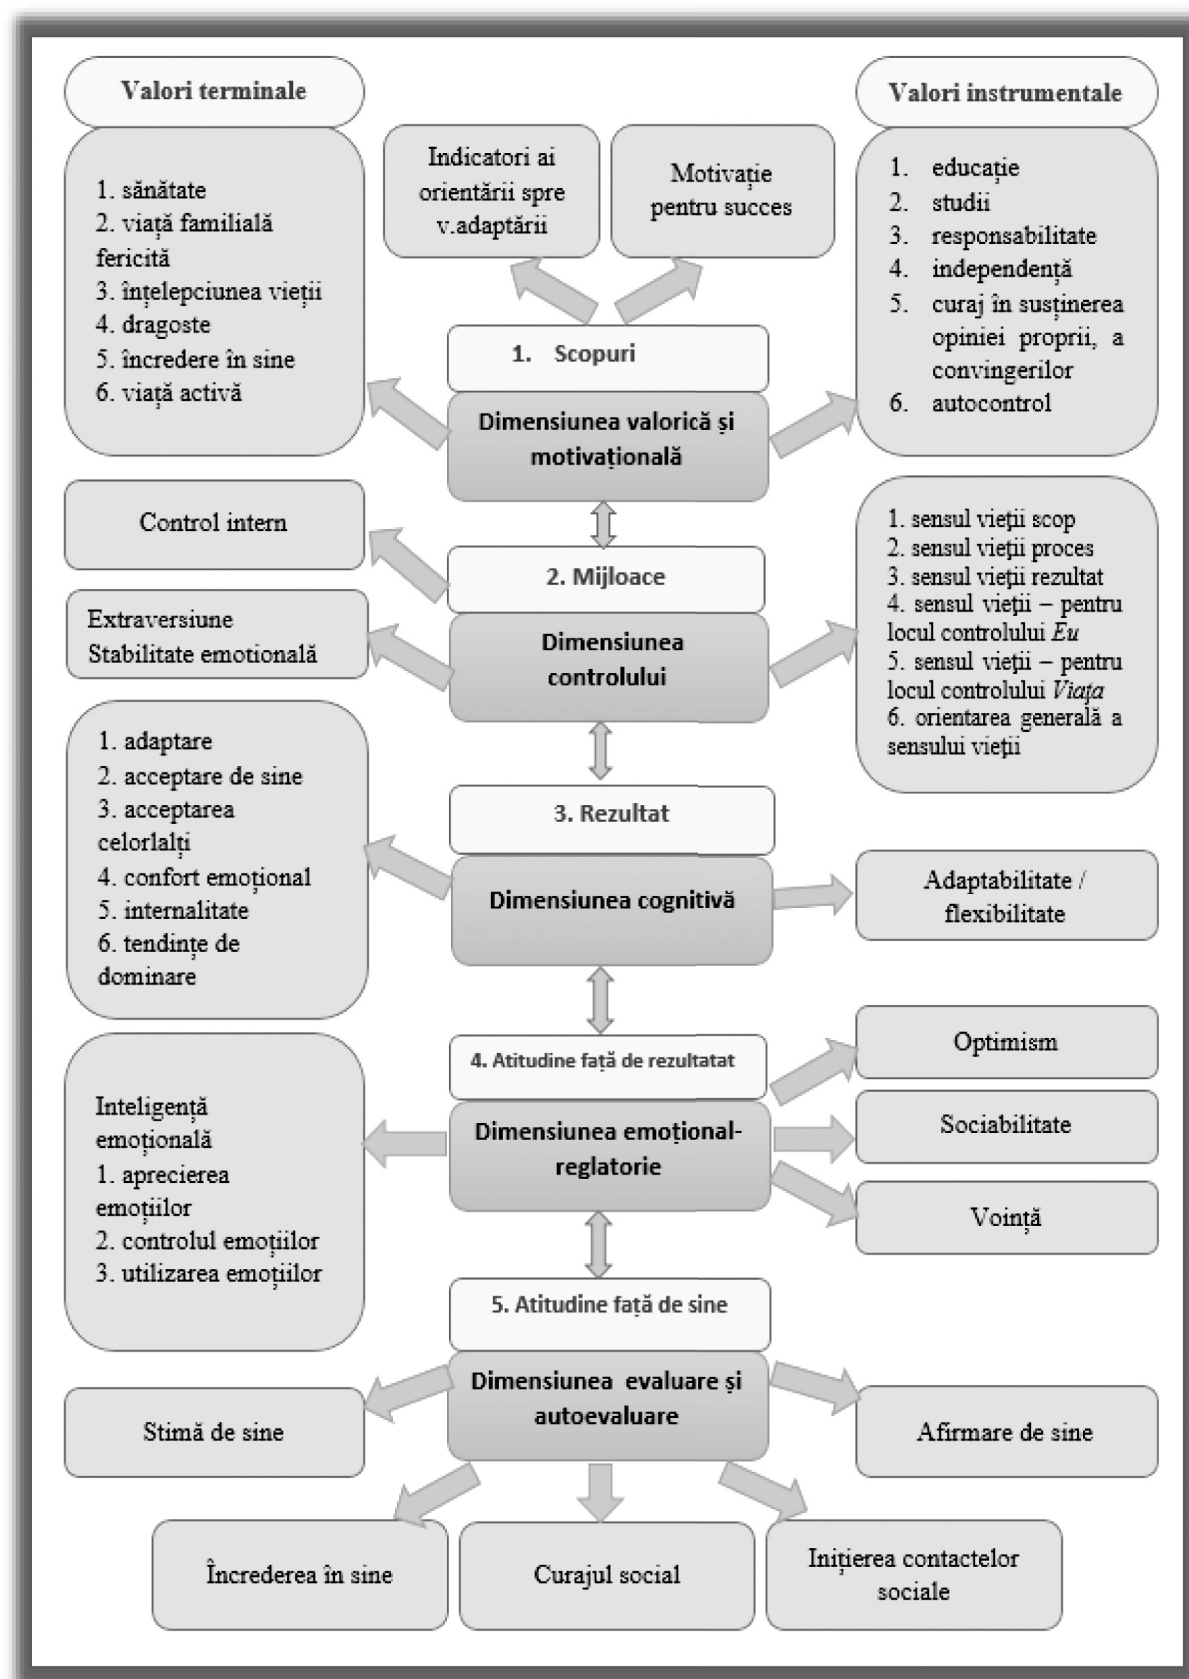 Valori terminale
1. sănătate
2. viață familială
fericită
3. înțelepciunea vieții
4. dragoste
5. încredere în sine
6. viață activă
Indicatori ai
orientării spre
v.adaptării
Motivație
pentru succes
Valori instrumentale
1. educație
2. studii
3. responsabilitate
4. independență
5. curaj în susținerea
opiniei proprii, a
convingerilor
6. autocontrol
1. Scopuri
Dimensiunea valorică și
motivațională
Control intern
Extraversiune
Stabilitate emotională
2. Mijloace
Dimensiunea
controlului
1. sensul vieții scop
2. sensul vieții proces
3. sensul vieții rezultat
4. sensul vieții – pentru
locul controlului Eu
5. sensul vieții – pentru
locul controlului Viața
6. orientarea generală a
sensului vieții
1. adaptare
2. acceptare de sine
3. acceptarea
celorlalți
4. confort emoțional
5. internalitate
6. tendințe de
dominare
3. Rezultat
Dimensiunea cognitivă
Adaptabilitate /
flexibilitate
Inteligență
emoțională
1. aprecierea
emoțiilor
2. controlul emoțiilor
3. utilizarea emoțiilor
4. Atitudine față de rezultatat
Dimensiunea emoțional-
reglatorie
Optimism
Sociabilitate
Voință
5. Atitudine față de sine
Dimensiunea evaluare și
autoevaluare
Stimă de sine
Afirmare de sine
Încrederea în sine
Curajul social
Inițierea contactelor
sociale